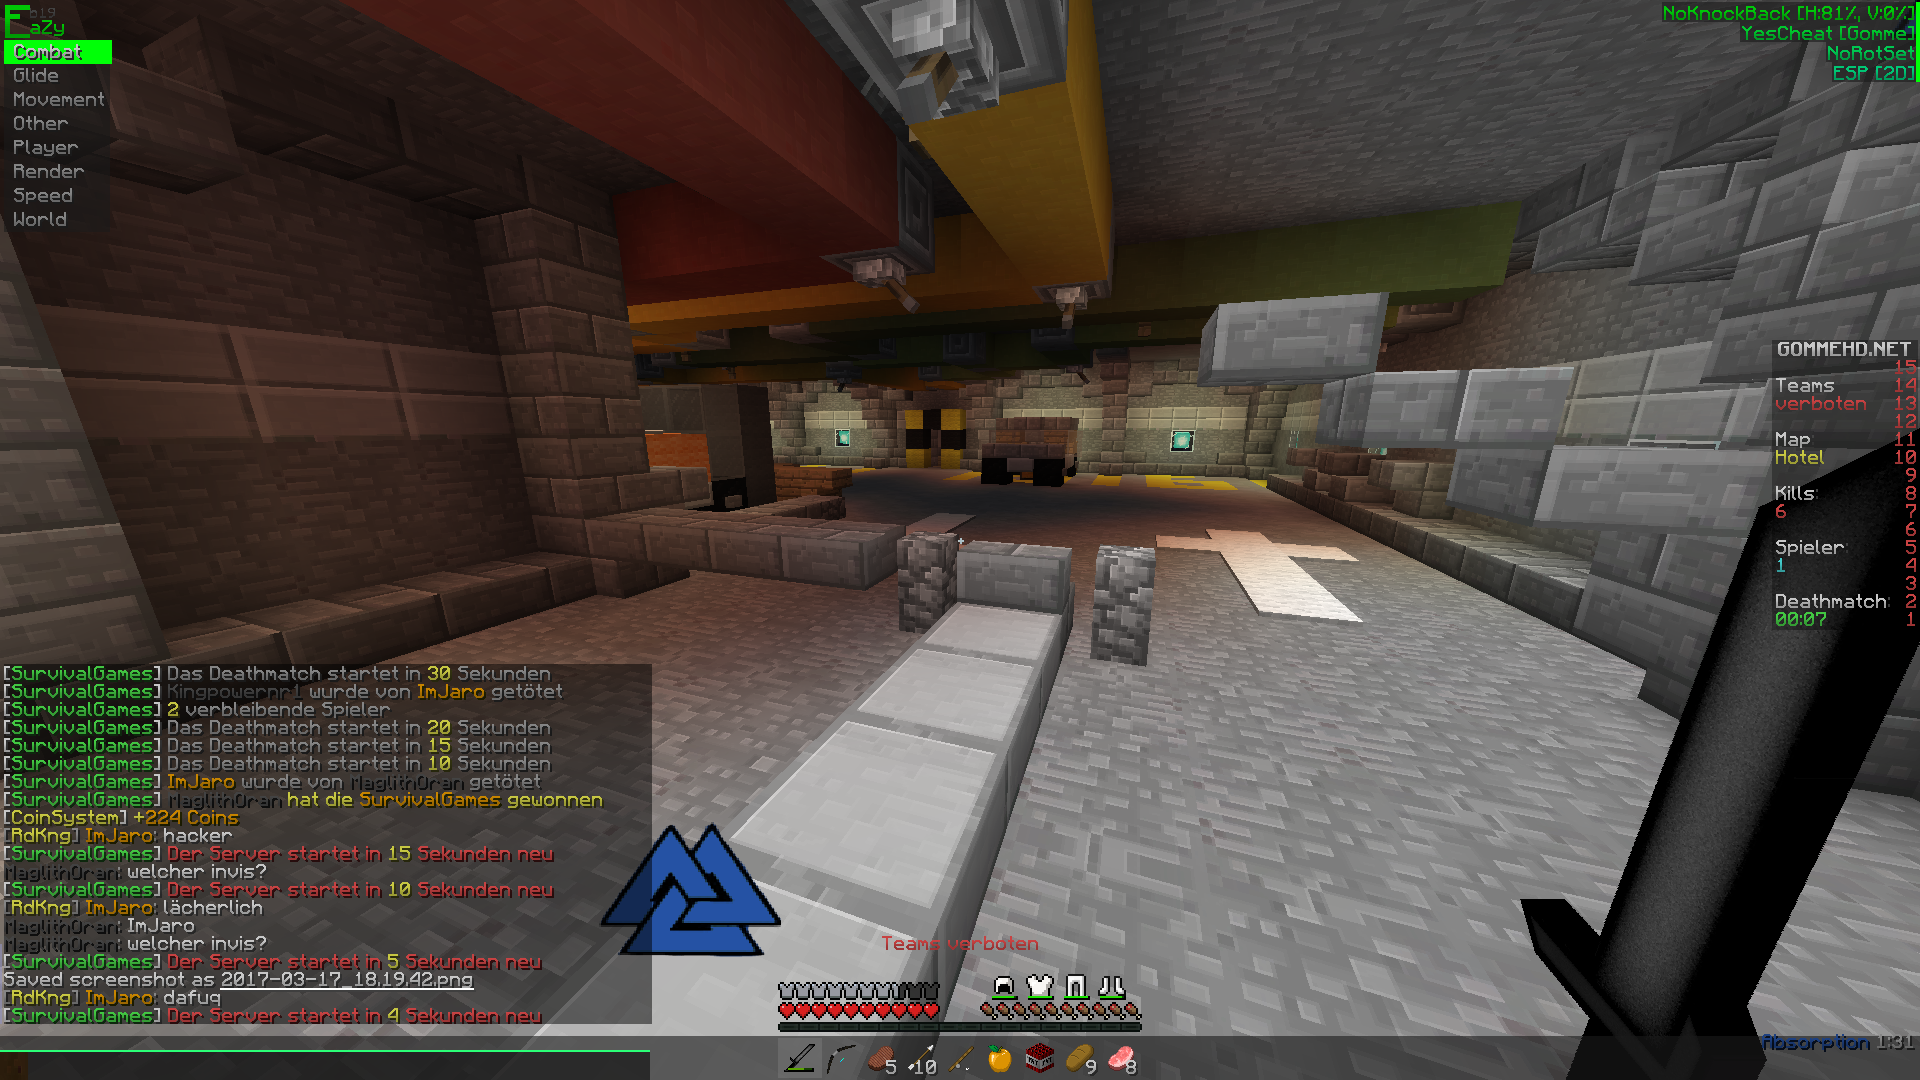 EaZy b19
Combat
Glide
Movement
Other
Player
Render
Speed
World
NoKnockBack [H:81%, V:0%]
YesCheat [Gomme]
NoRotSet
ESP [2D]
GOMMEHD.NET
15
Teams 14
verboten 13
12
Map 11
Hotel 10
9
Kills: 8
6 7
6
Spieler: 5
1 4
3
Deathmatch: 2
00:07 1
[SurvivalGames] Das Deathmatch startet in 30 Sekunden
[SurvivalGames] Kingpowernr1 wurde von ImJaro getötet
[SurvivalGames] 2 verbleibende Spieler
[SurvivalGames] Das Deathmatch startet in 20 Sekunden
[SurvivalGames] Das Deathmatch startet in 15 Sekunden
[SurvivalGames] Das Deathmatch startet in 10 Sekunden
[SurvivalGames] ImJaro wurde von MaglithOran getötet
[SurvivalGames] MaglithOran hat die SurvivalGames gewonnen
[CoinSystem] +224 Coins
[RdKng] ImJaro: hacker
[SurvivalGames] Der Server startet in 15 Sekunden neu
MaglithOran: welcher invis?
[SurvivalGames] Der Server startet in 10 Sekunden neu
[RdKng] ImJaro: lächerlich
MaglithOran: ImJaro
MaglithOran: welcher invis?
[SurvivalGames] Der Server startet in 5 Sekunden neu
Saved screenshot as 2017-03-17_18.19.42.png
[RdKng] ImJaro: dafuq
[SurvivalGames] Der Server startet in 4 Sekunden neu
Teams verboten
5 10 9 8
Absorption 1:31